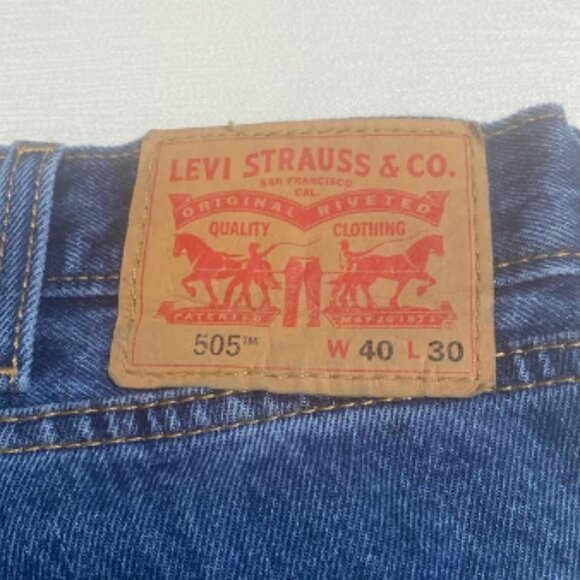 LEVI STRAUSS & CO.
SAN FRANCISCO
CAL.
ORIGINAL RIVETED
QUALITY CLOTHING
PATENTED MAY 20 1873
505™ W 40 L 30